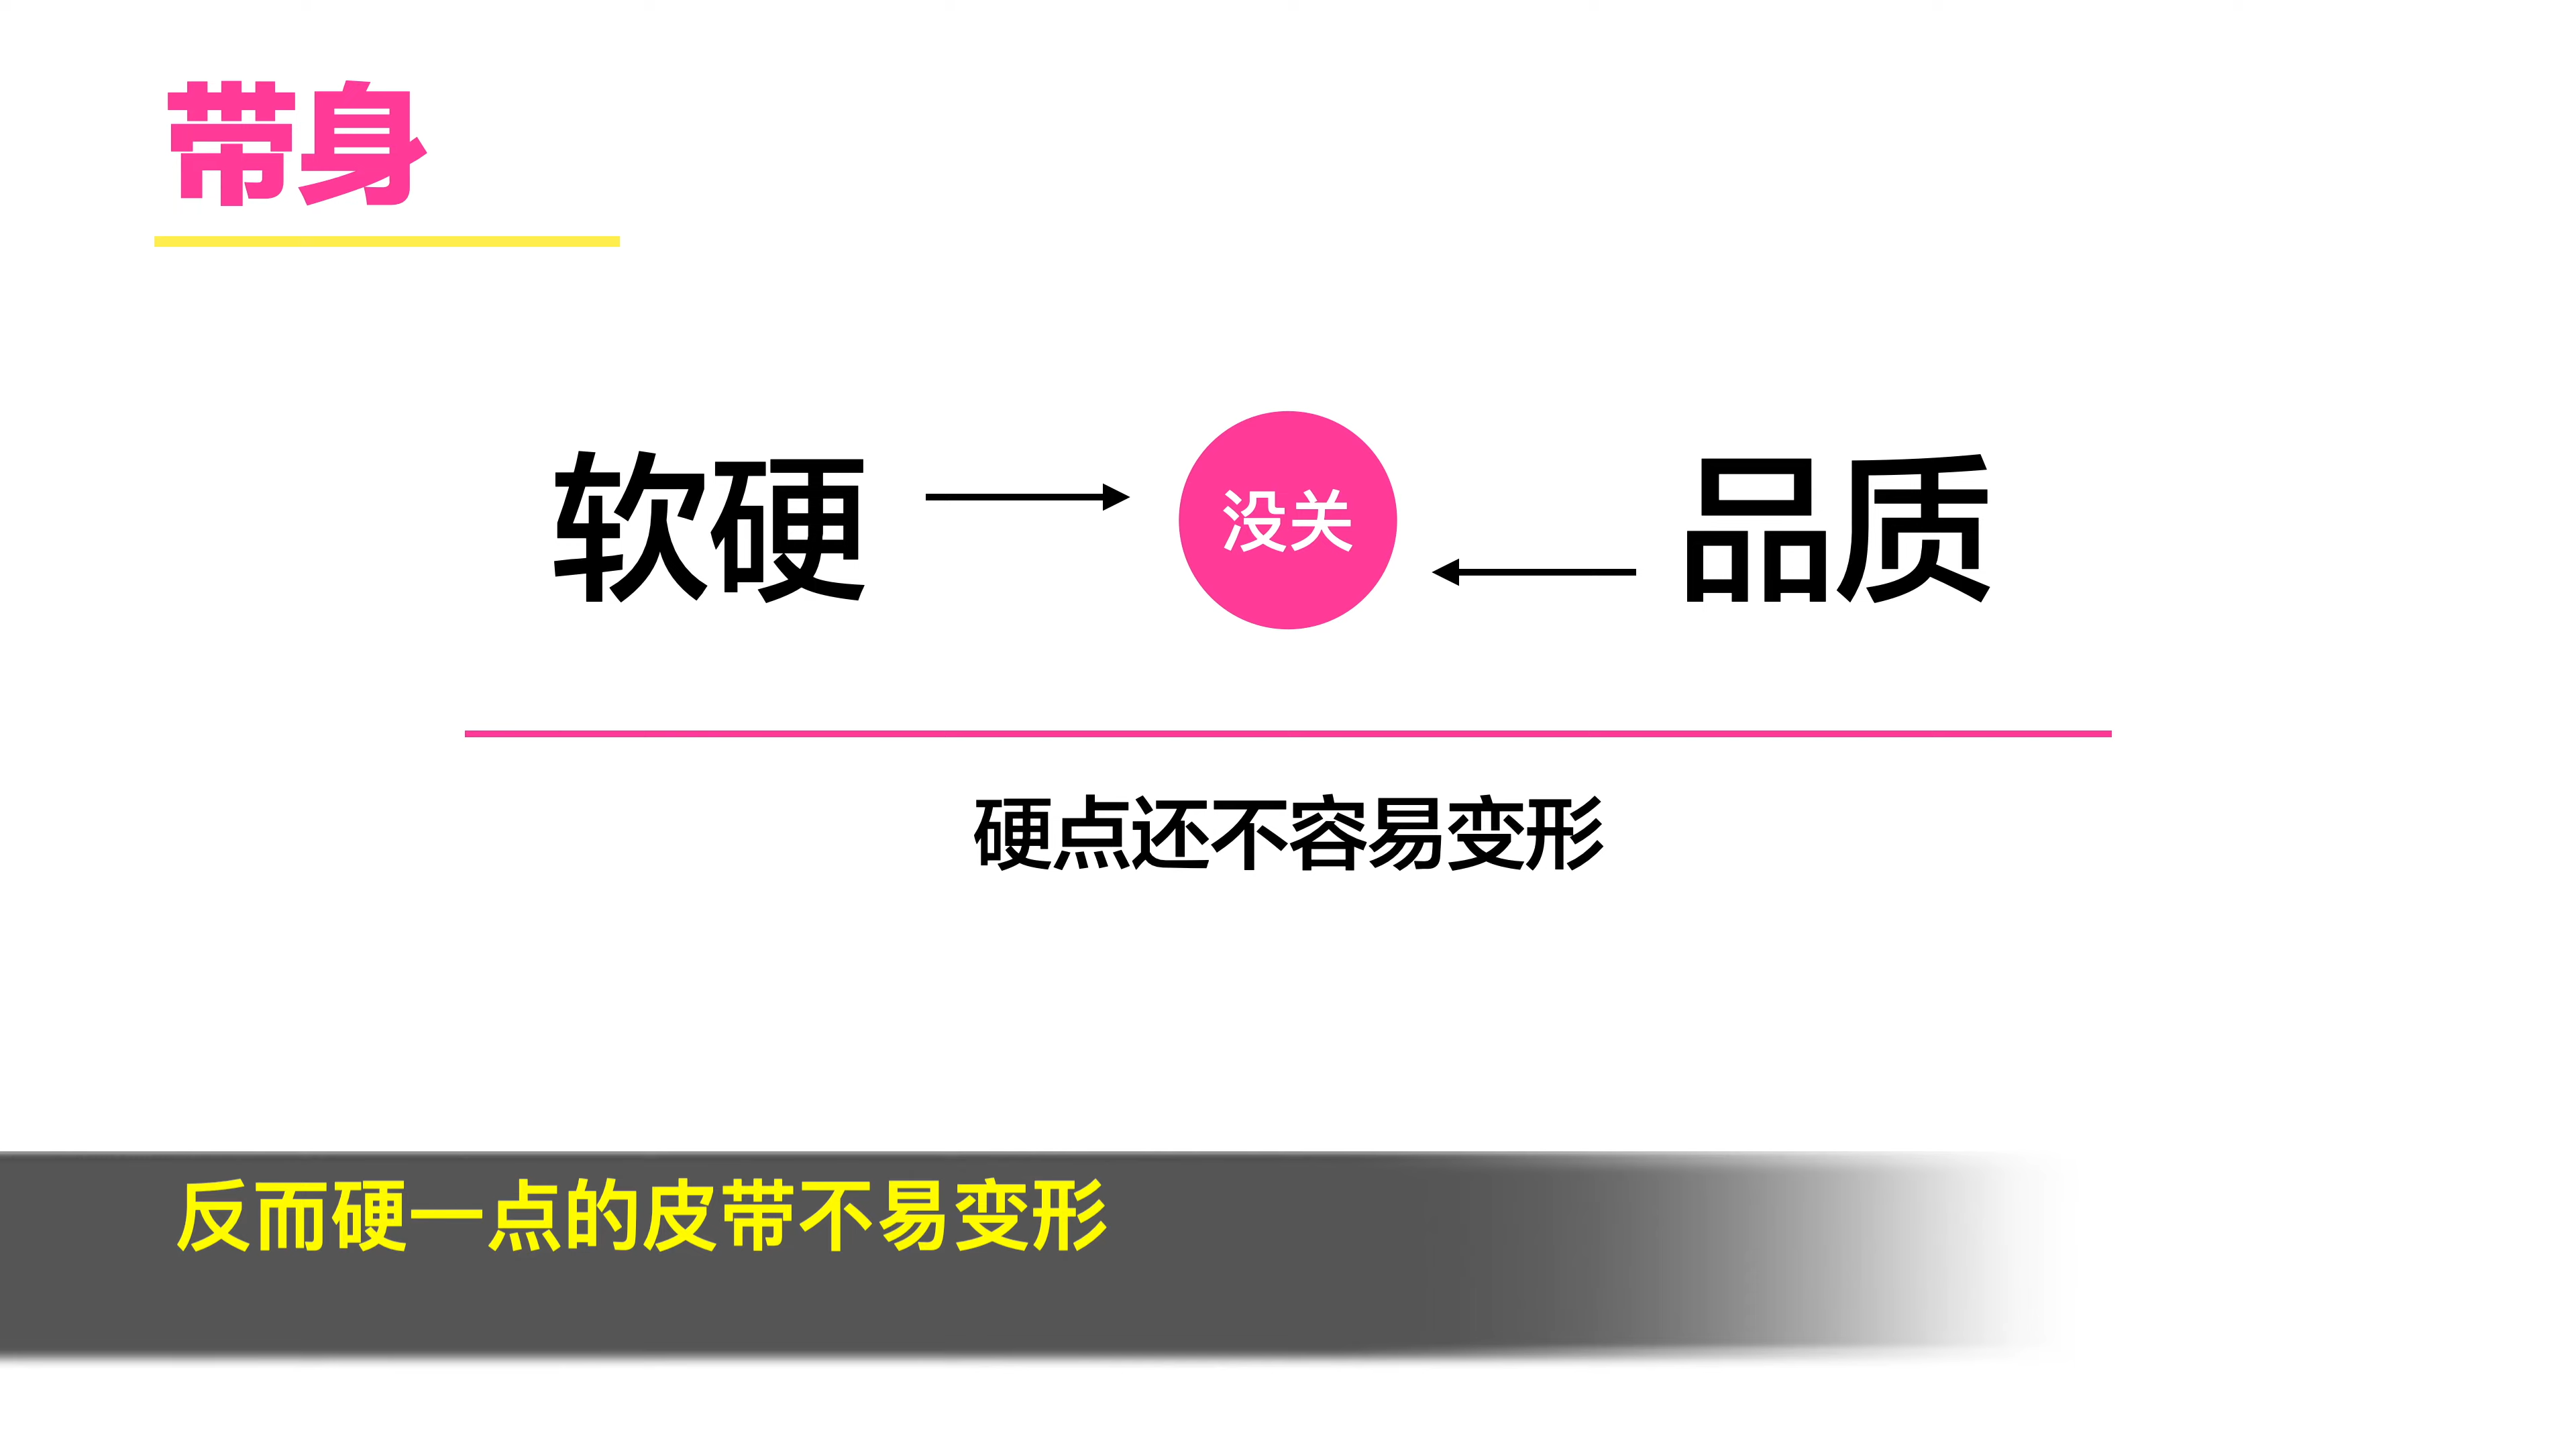 带身
软硬
没关
品质
硬点还不容易变形
反而硬一点的皮带不易变形